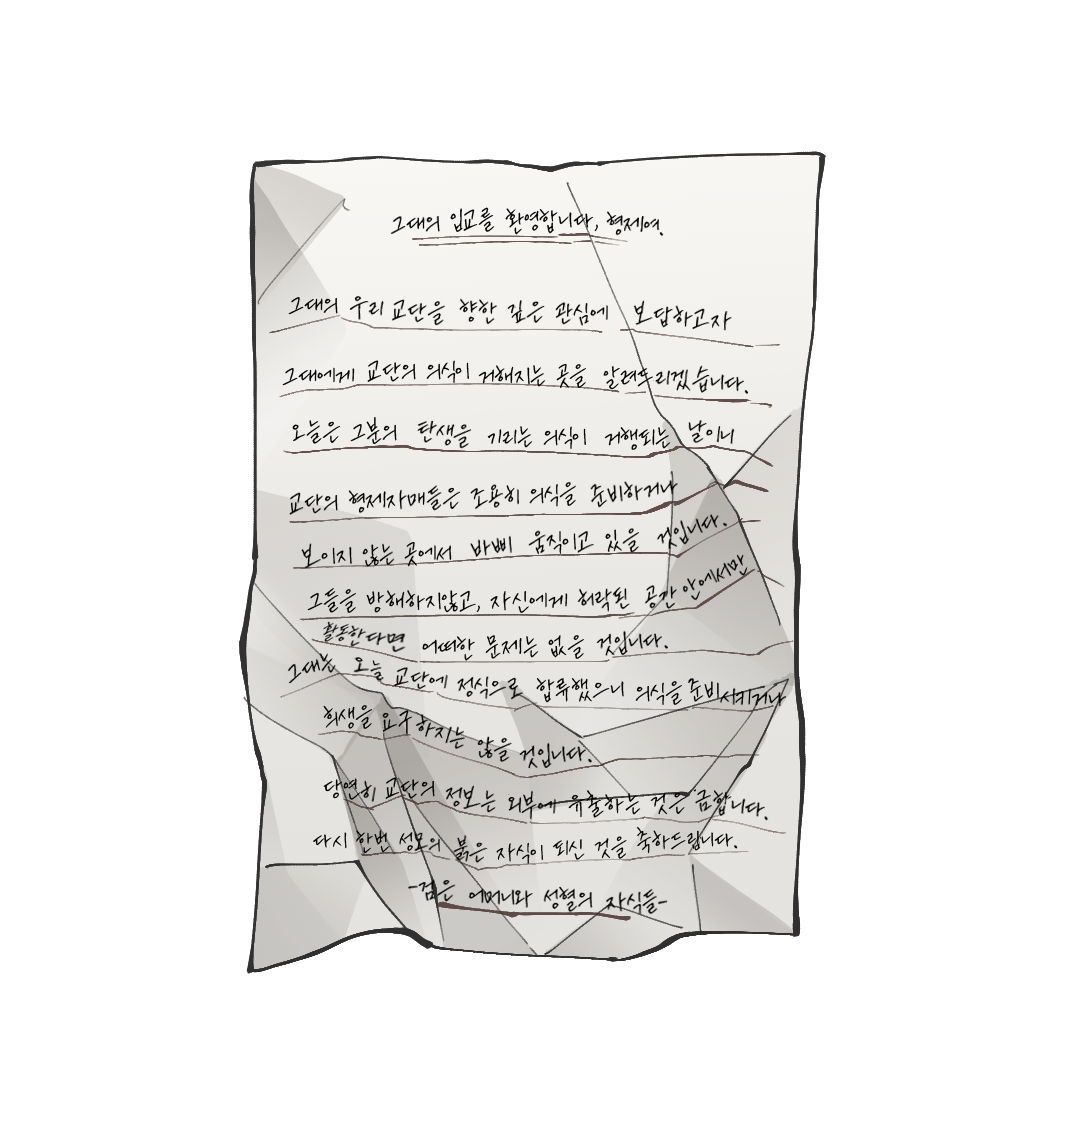 그대의 입교를 환영합니다, 형제여.
그대의 우리 교단을 향한 깊은 관심에 보답하고자
그대에게 교단의 의식이 거해지는 곳을 알려드리겠습니다.
오늘은 그분의 탄생을 기리는 의식이 거행되는 날이니
교단의 형제자매들은 조용히 의식을 준비하거나
보이지 않는 곳에서 바삐 움직이고 있을 것입니다.
그들을 방해하지않고, 자신에게 허락된 공간 안에서만
활동한다면 어떠한 문제는 없을 것입니다.
그대는 오늘 교단에 정식으로 합류했으니 의식을 준비시키거나
희생을 요구하지는 않을 것입니다.
당연히 교단의 정보는 외부에 유출하는 것은 금합니다.
다시 한번 성모의 붉은 자식이 되신 것을 축하드립니다.
-검은 어머니와 성혈의 자식들-